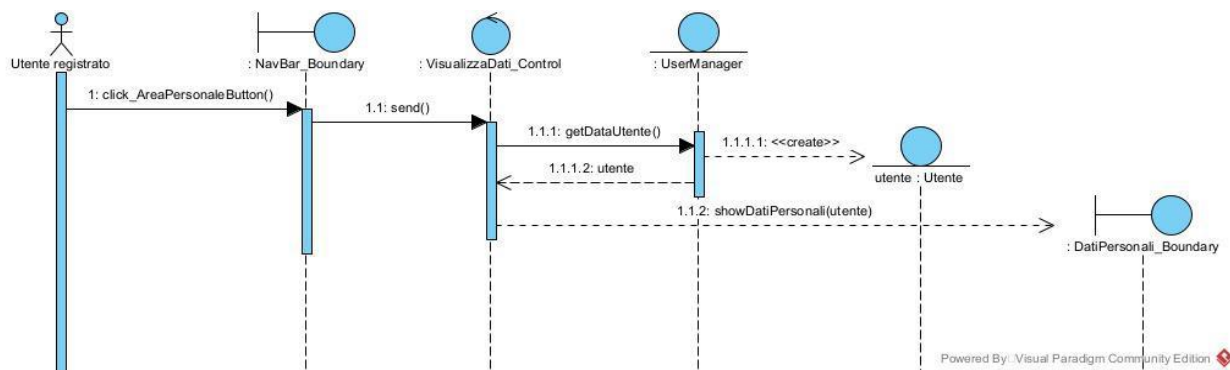 Utente registrato
: NavBar_Boundary
: VisualizzaDati_Control
: UserManager
1: click_AreaPersonaleButton()
1.1: send()
1.1.1: getDataUtente()
1.1.1.1: <<create>>
1.1.1.2: utente
utente : Utente
1.1.2: showDatiPersonali(utente)
: DatiPersonali_Boundary
Powered By Visual Paradigm Community Edition